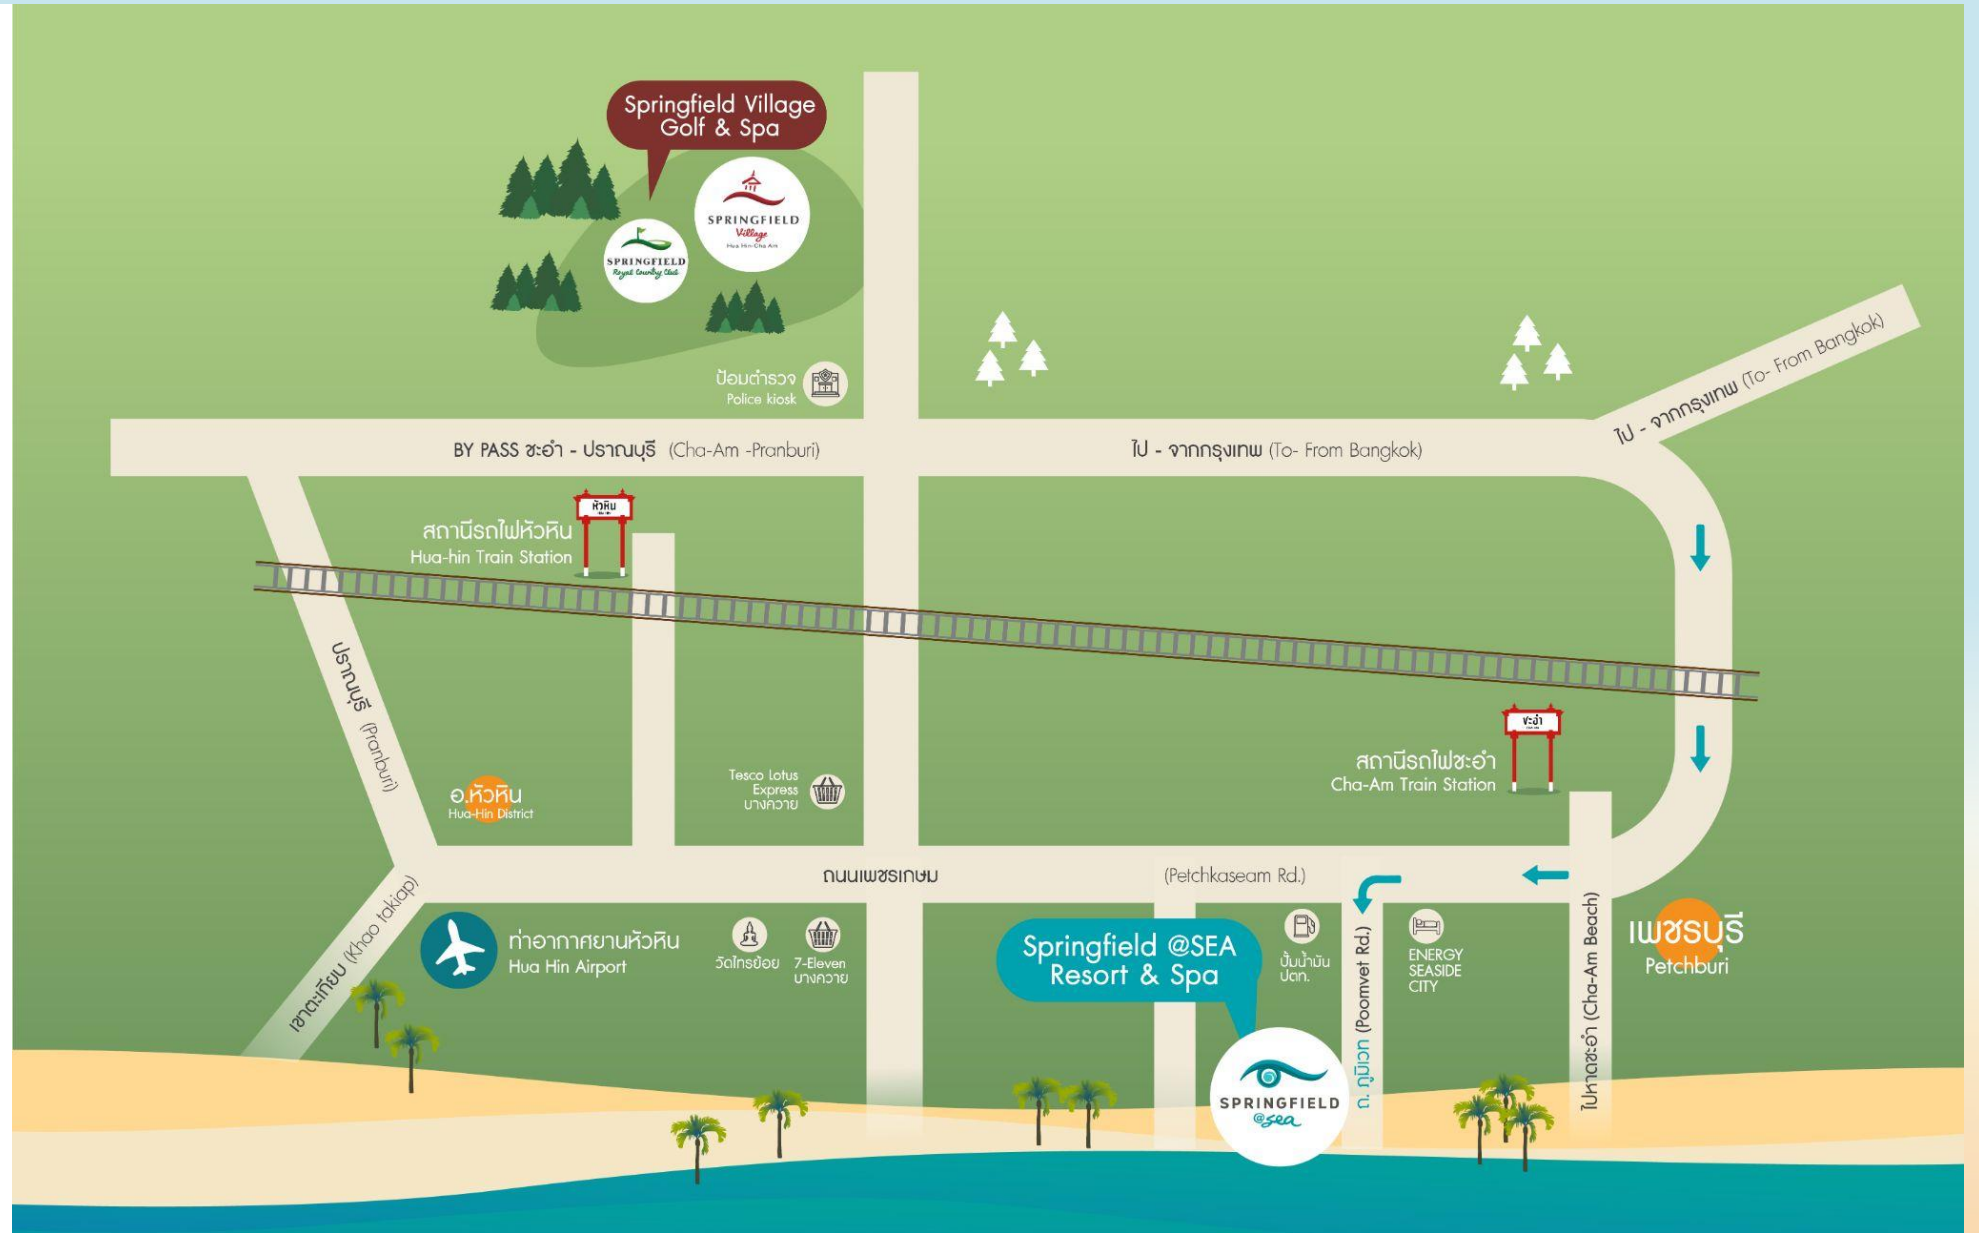 Springfield Village
Golf & Spa
SPRINGFIELD
Village
Hua Hin-Cha Am
SPRINGFIELD
Royal Country Club
ป้อมตำรวจ
Police kiosk
BY PASS ชะอำ - ปราณบุรี (Cha-Am -Pranburi)
ไป - จากกรุงเทพ (To- From Bangkok)
ไป - จากกรุงเทพ (To- From Bangkok)
หัวหิน
สถานีรถไฟหัวหิน
Hua-hin Train Station
ปราณบุรี (Pranburi)
ชะอำ
สถานีรถไฟชะอำ
Cha-Am Train Station
อ.หัวหิน
Hua-Hin District
Tesco Lotus
Express
บางควาย
ถนนเพชรเกษม (Petchkaseam Rd.)
เขาตะเกียบ (Khao takiap)
ท่าอากาศยานหัวหิน
Hua Hin Airport
วัดไทรย้อย
7-Eleven
บางควาย
Springfield @SEA
Resort & Spa
SPRINGFIELD
@sea
ปั้มน้ำมัน
ปตท.
ถ. ภูมิเวท (Poomvet Rd.)
ENERGY
SEASIDE
CITY
ไปหาดชะอำ (Cha-Am Beach)
เพชรบุรี
Petchburi